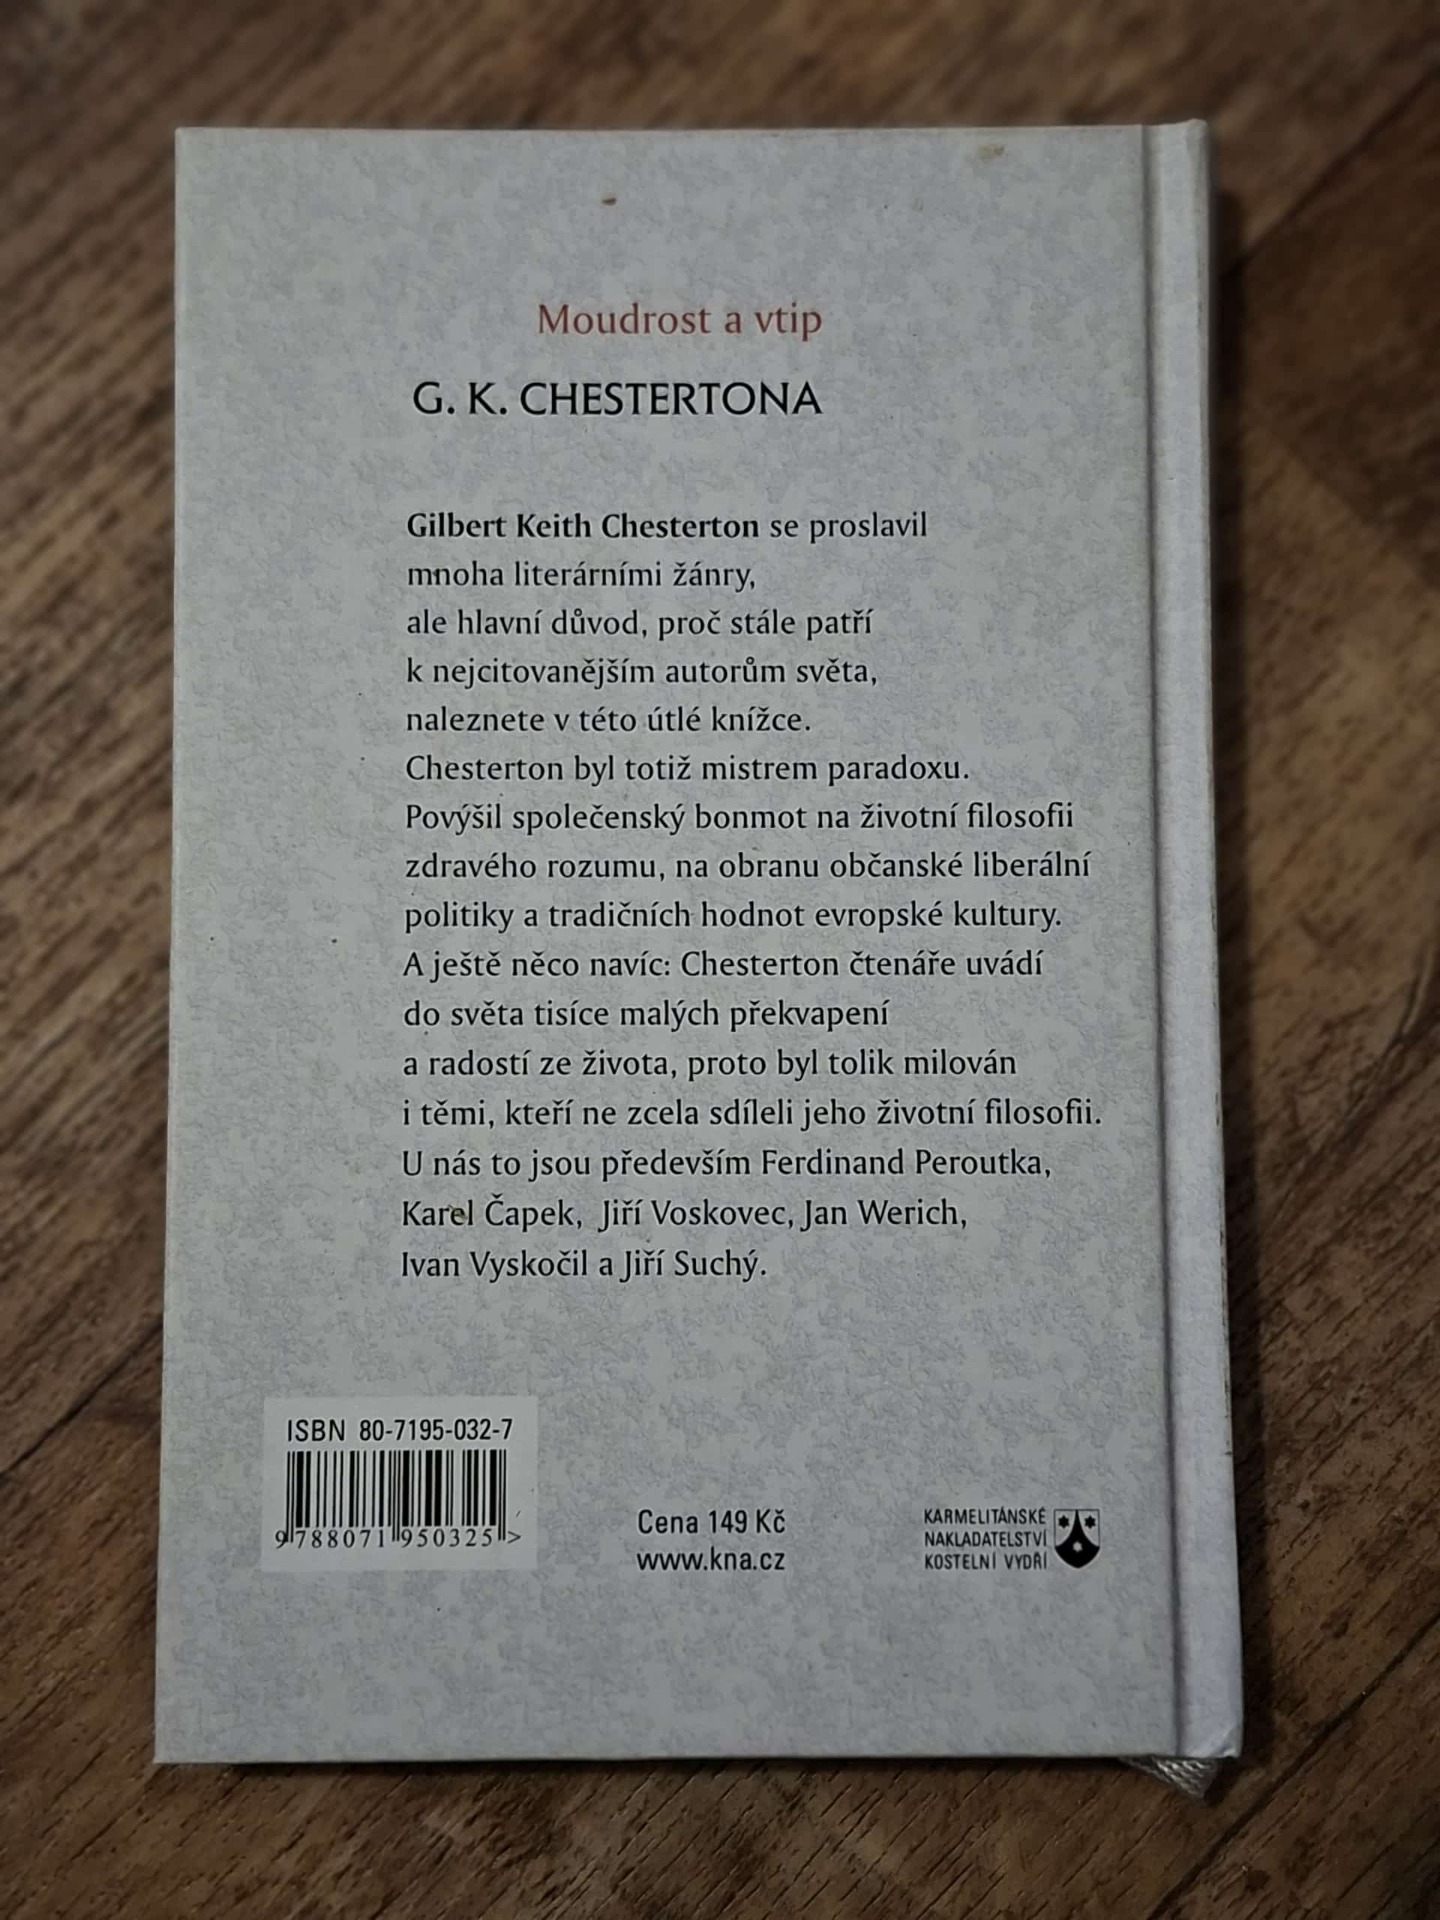 Moudrost a vtip
G. K. CHESTERTONA
Gilbert Keith Chesterton se proslavil
mnoha literárními žánry,
ale hlavní důvod, proč stále patří
k nejcitovanějším autorům světa,
naleznete v této útlé knížce.
Chesterton byl totiž mistrem paradoxu.
Povýšil společenský bonmot na životní filosofii
zdravého rozumu, na obranu občanské liberální
politiky a tradičních hodnot evropské kultury.
A ještě něco navíc: Chesterton čtenáře uvádí
do světa tisíce malých překvapení
a radostí ze života, proto byl tolik milován
i těmi, kteří ne zcela sdíleli jeho životní filosofii.
U nás to jsou především Ferdinand Peroutka,
Karel Čapek, Jiří Voskovec, Jan Werich,
Ivan Vyskočil a Jiří Suchý.
ISBN 80-7195-032-7
9788071950325>
Cena 149 Kč
www.kna.cz
KARMELITÁNSKÉ
NAKLADATELSTVÍ
KOSTELNÍ VYDŘÍ